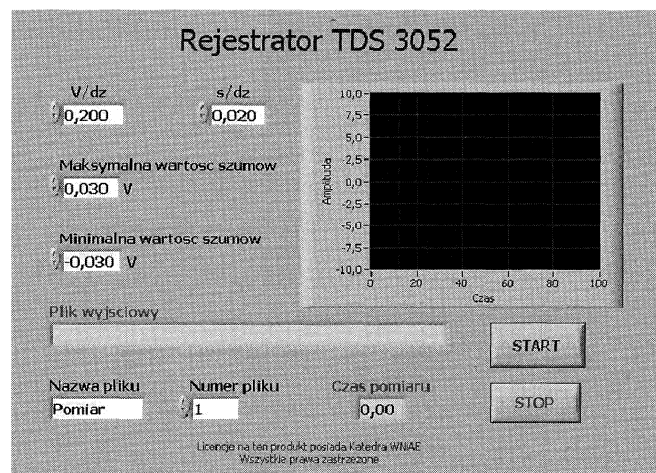 Rejestrator TDS 3052
V/dz s/dz
0,200 0,020
Maksymalna wartosc szumow
0,030 V
Minimalna wartosc szumow
-0,030 V
10,0
7,5
5,0
2,5
0,0
-2,5
-5,0
-7,5
-10,0
Amplituda
0 20 40 60 80 100
Czas
Plik wyjsciowy
START
Nazwa pliku Numer pliku Czas pomiaru
Pomiar 1 0,00
STOP
Licencje na ten produkt posiada Katedra WNiAE
Wszystkie prawa zastrzezone